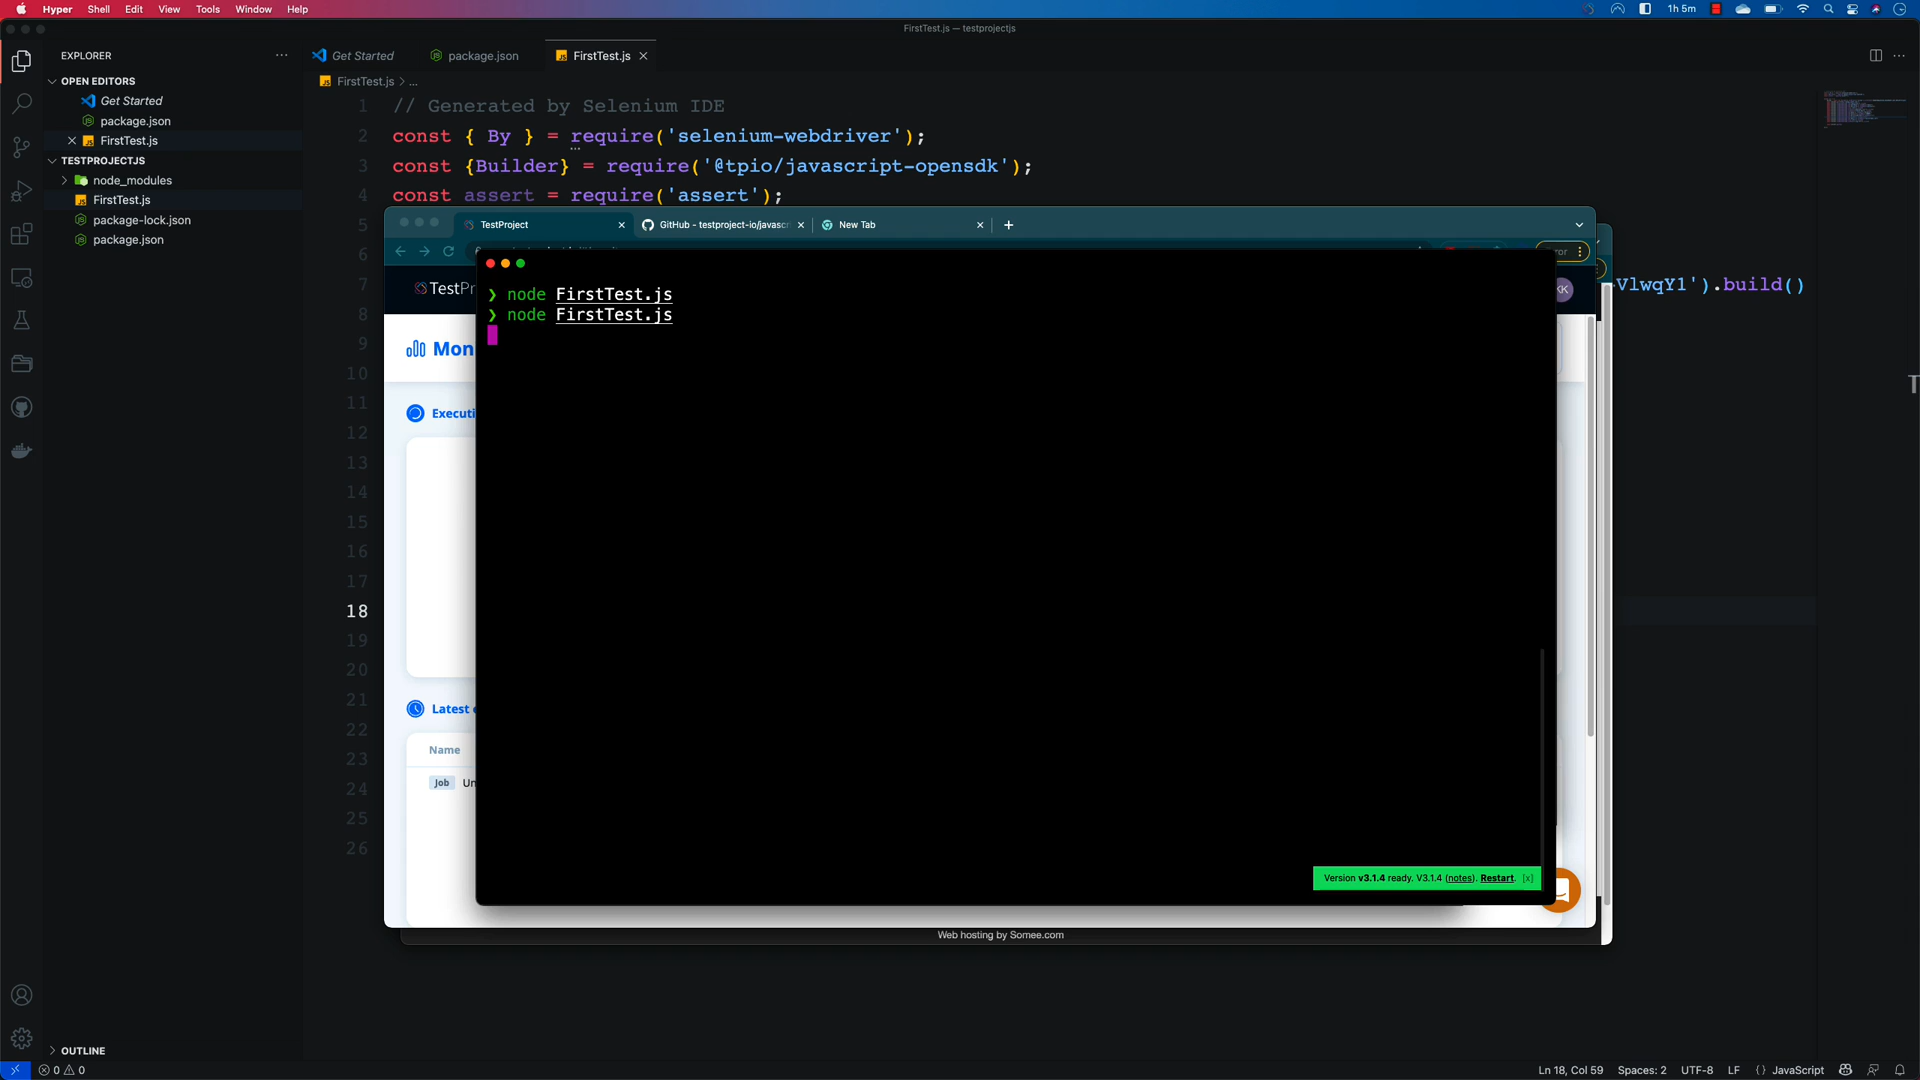 Hyper Shell Edit View Tools Window Help
1h 5m
FirstTest.js — testprojectjs
EXPLORER
Get Started package.json FirstTest.js
OPEN EDITORS
FirstTest.js > ...
Get Started
package.json
FirstTest.js
TESTPROJECTJS
node_modules
FirstTest.js
package-lock.json
package.json
1 // Generated by Selenium IDE
2 const { By } = require('selenium-webdriver');
3 const {Builder} = require('@tpio/javascript-opensdk');
4 const assert = require('assert');
5
6
7 VlwqY1').build()
8
9
10
11
12
13
14
15
16
17
18
19
20
21
22
23
24
25
26
TestProject
GitHub - testproject-io/javascr
New Tab
TestPr
KK
Mon
Executi
Latest
Name
Job Un
❯ node FirstTest.js
❯ node FirstTest.js
Version v3.1.4 ready. V3.1.4 (notes). Restart. [x]
Web hosting by Somee.com
T
OUTLINE
0 0
Ln 18, Col 59 Spaces: 2 UTF-8 LF {} JavaScript